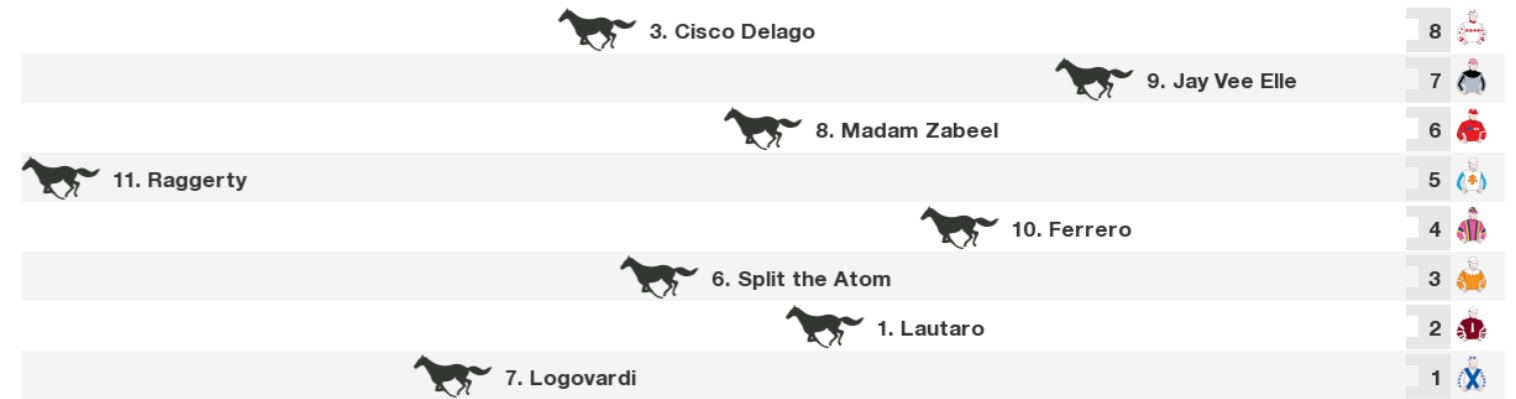 3. Cisco Delago 8
9. Jay Vee Elle 7
8. Madam Zabeel 6
11. Raggerty 5
10. Ferrero 4
6. Split the Atom 3
1. Lautaro 2
7. Logovardi 1